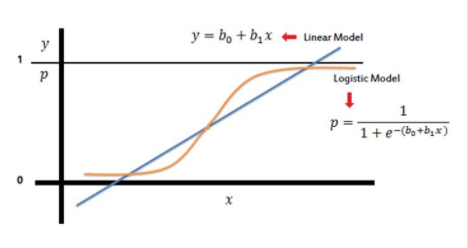 y = b₀ + b₁x Linear Model
y
1
p
Logistic Model
p = 1 / 1 + e^−(b₀+b₁x)
0
x